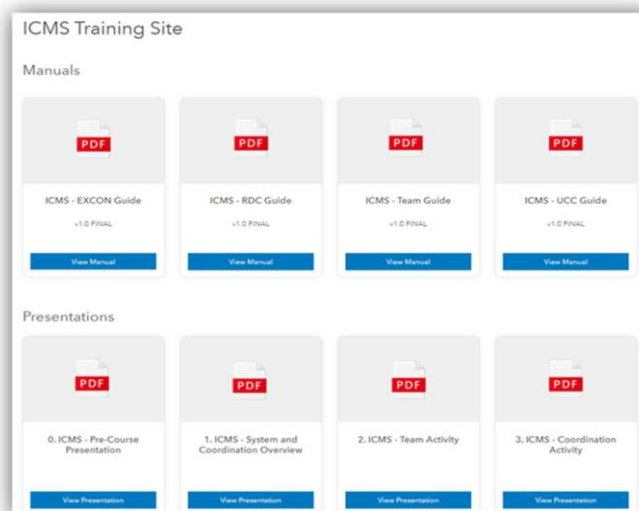 ICMS Training Site
Manuals
PDF
PDF
PDF
PDF
ICMS - EXCON Guide
ICMS - RDC Guide
ICMS - Team Guide
ICMS - UCC Guide
v1.0 FINAL
v1.0 FINAL
v1.0 FINAL
v1.0 FINAL
View Manual
View Manual
View Manual
View Manual
Presentations
PDF
PDF
PDF
PDF
0. ICMS - Pre-Course
Presentation
1. ICMS - System and
Coordination Overview
2. ICMS - Team Activity
3. ICMS - Coordination
Activity
View Presentation
View Presentation
View Presentation
View Presentation